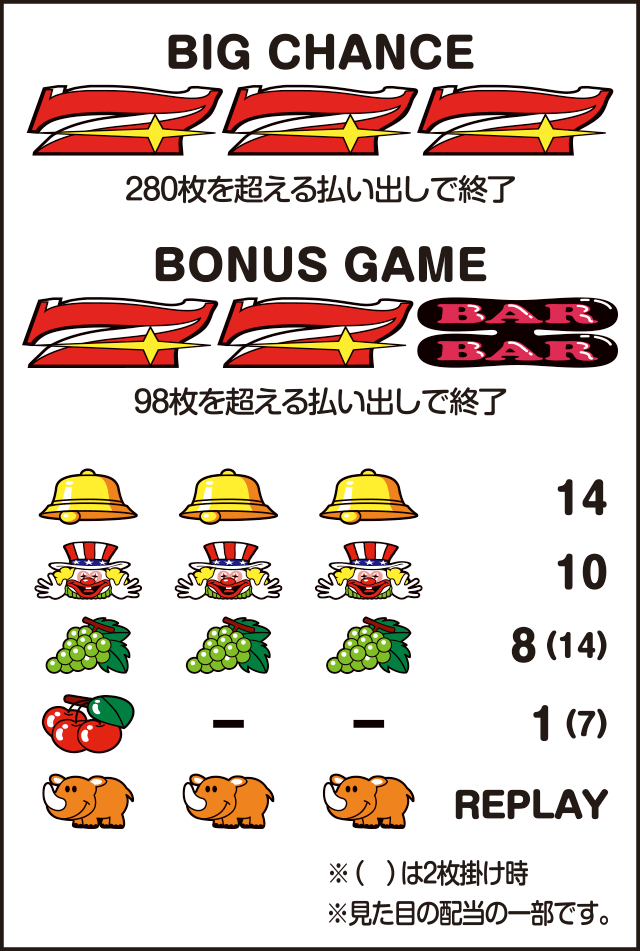 BIG CHANCE
777
280枚を超える払い出しで終了
BONUS GAME
77 BAR
BAR
98枚を超える払い出しで終了
14
10
8 (14)
– – 1 (7)
REPLAY
※(　)は2枚掛け時
※見た目の配当の一部です。